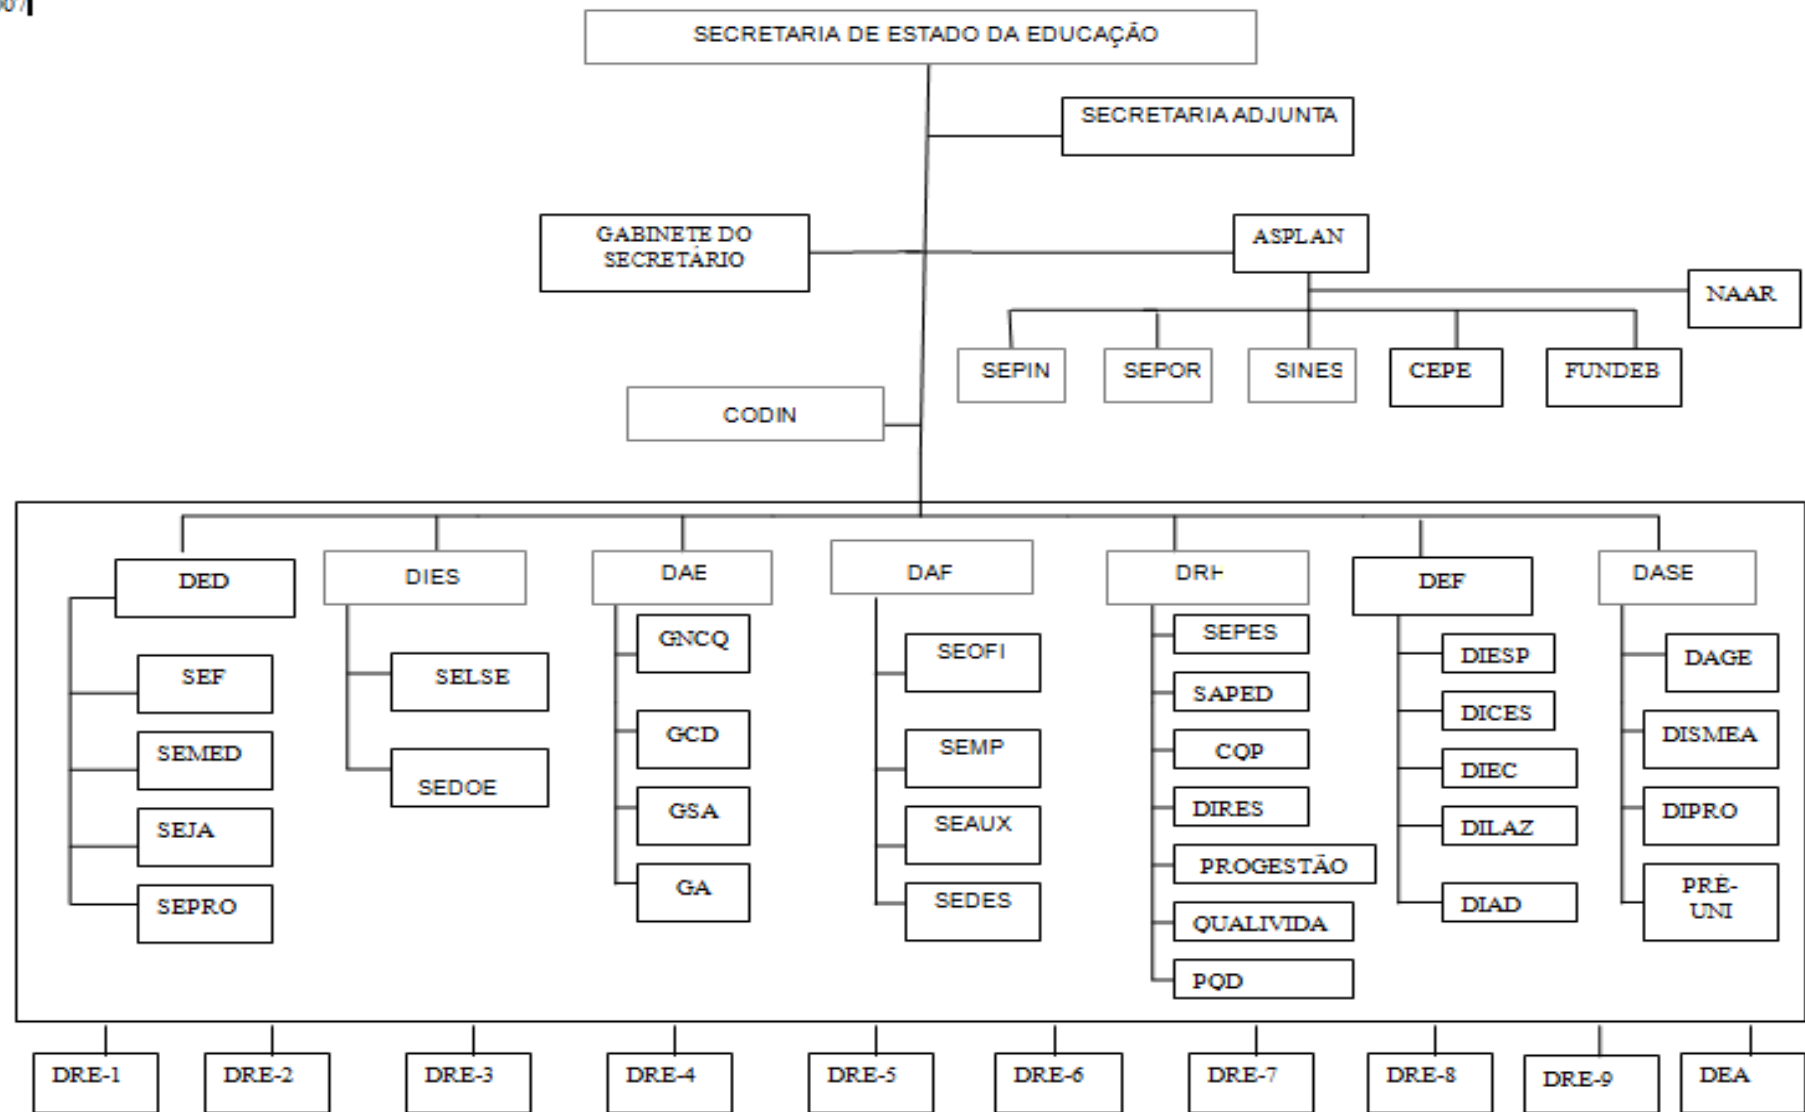 SECRETARIA DE ESTADO DA EDUCAÇÃO
SECRETARIA ADJUNTA
GABINETE DO
SECRETÁRIO
ASPLAN
NAAR
SEPIN
SEPOR
SINES
CEPE
FUNDEB
CODIN
DED
DIES
DAE
DAF
DRH
DEF
DASE
SEF
SEMED
SEJA
SEPRO
SELSE
SEDOE
GNCQ
GCD
GSA
GA
SEOFI
SEMP
SEAUX
SEDES
SEPES
SAPED
CQP
DIRES
PROGESTÃO
QUALIVIDA
PQD
DIESP
DICES
DIEC
DILAZ
DIAD
DAGE
DISMEA
DIPRO
PRÉ-
UNI
DRE-1
DRE-2
DRE-3
DRE-4
DRE-5
DRE-6
DRE-7
DRE-8
DRE-9
DEA